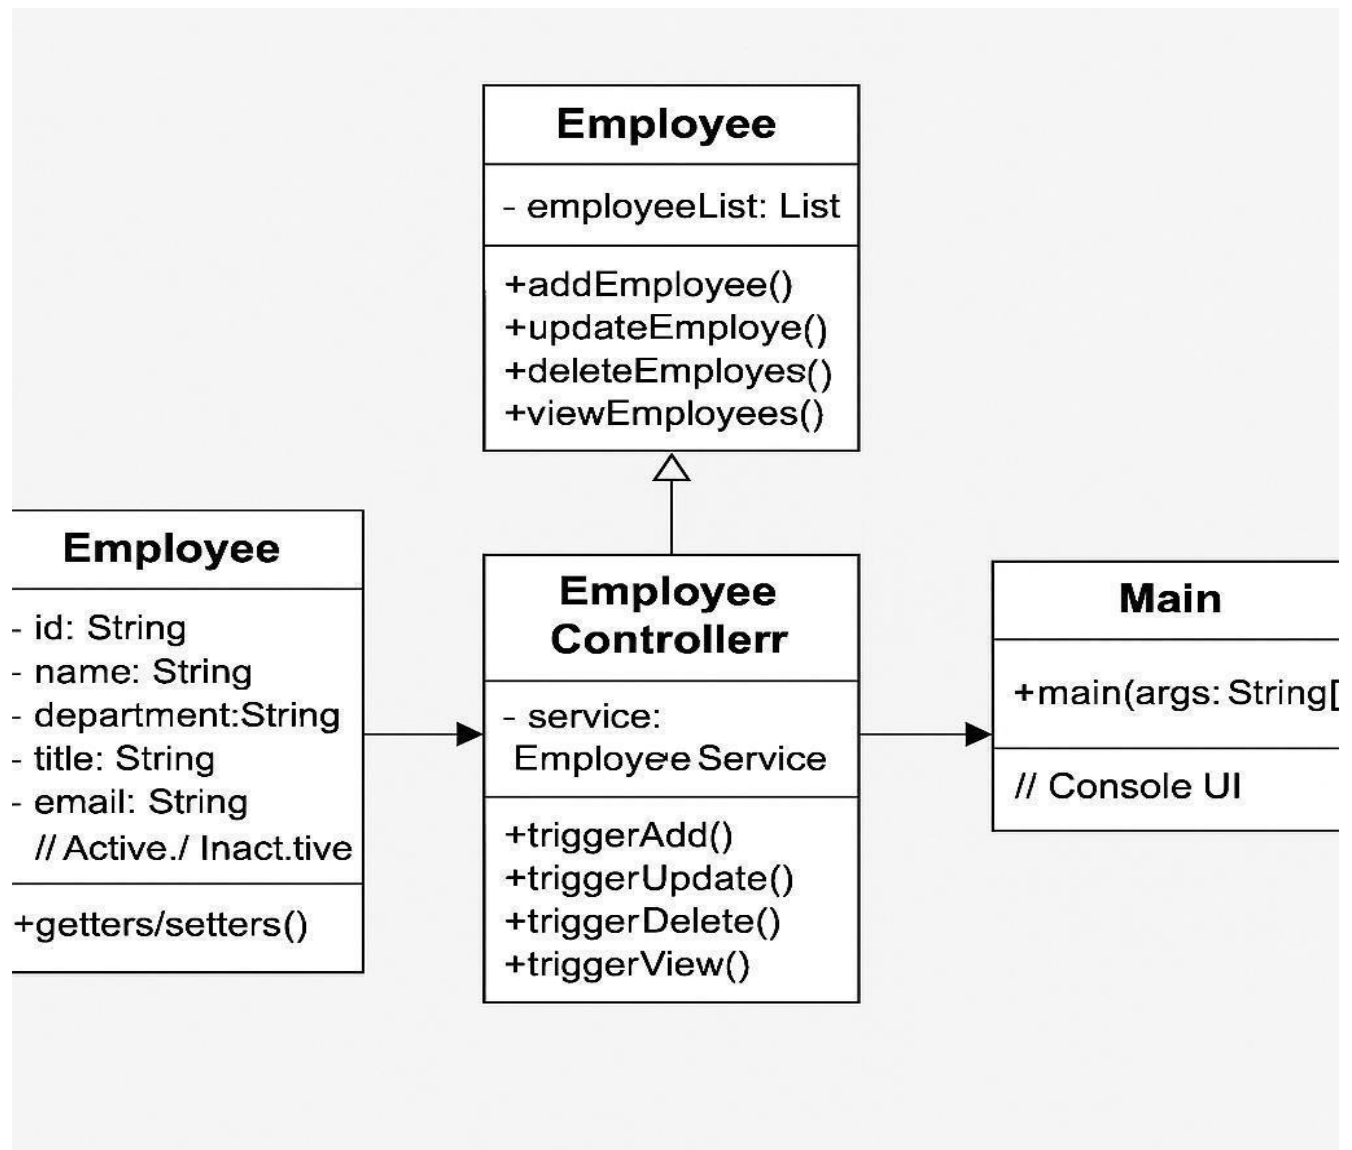 Employee
- employeeList: List
+addEmployee()
+updateEmploye()
+deleteEmployes()
+viewEmployees()
Employee
- id: String
- name: String
- department:String
- title: String
- email: String
// Active./ Inact.tive
+getters/setters()
Employee
Controllerr
- service:
Employee Service
+triggerAdd()
+triggerUpdate()
+triggerDelete()
+triggerView()
Main
+main(args: String[
// Console UI